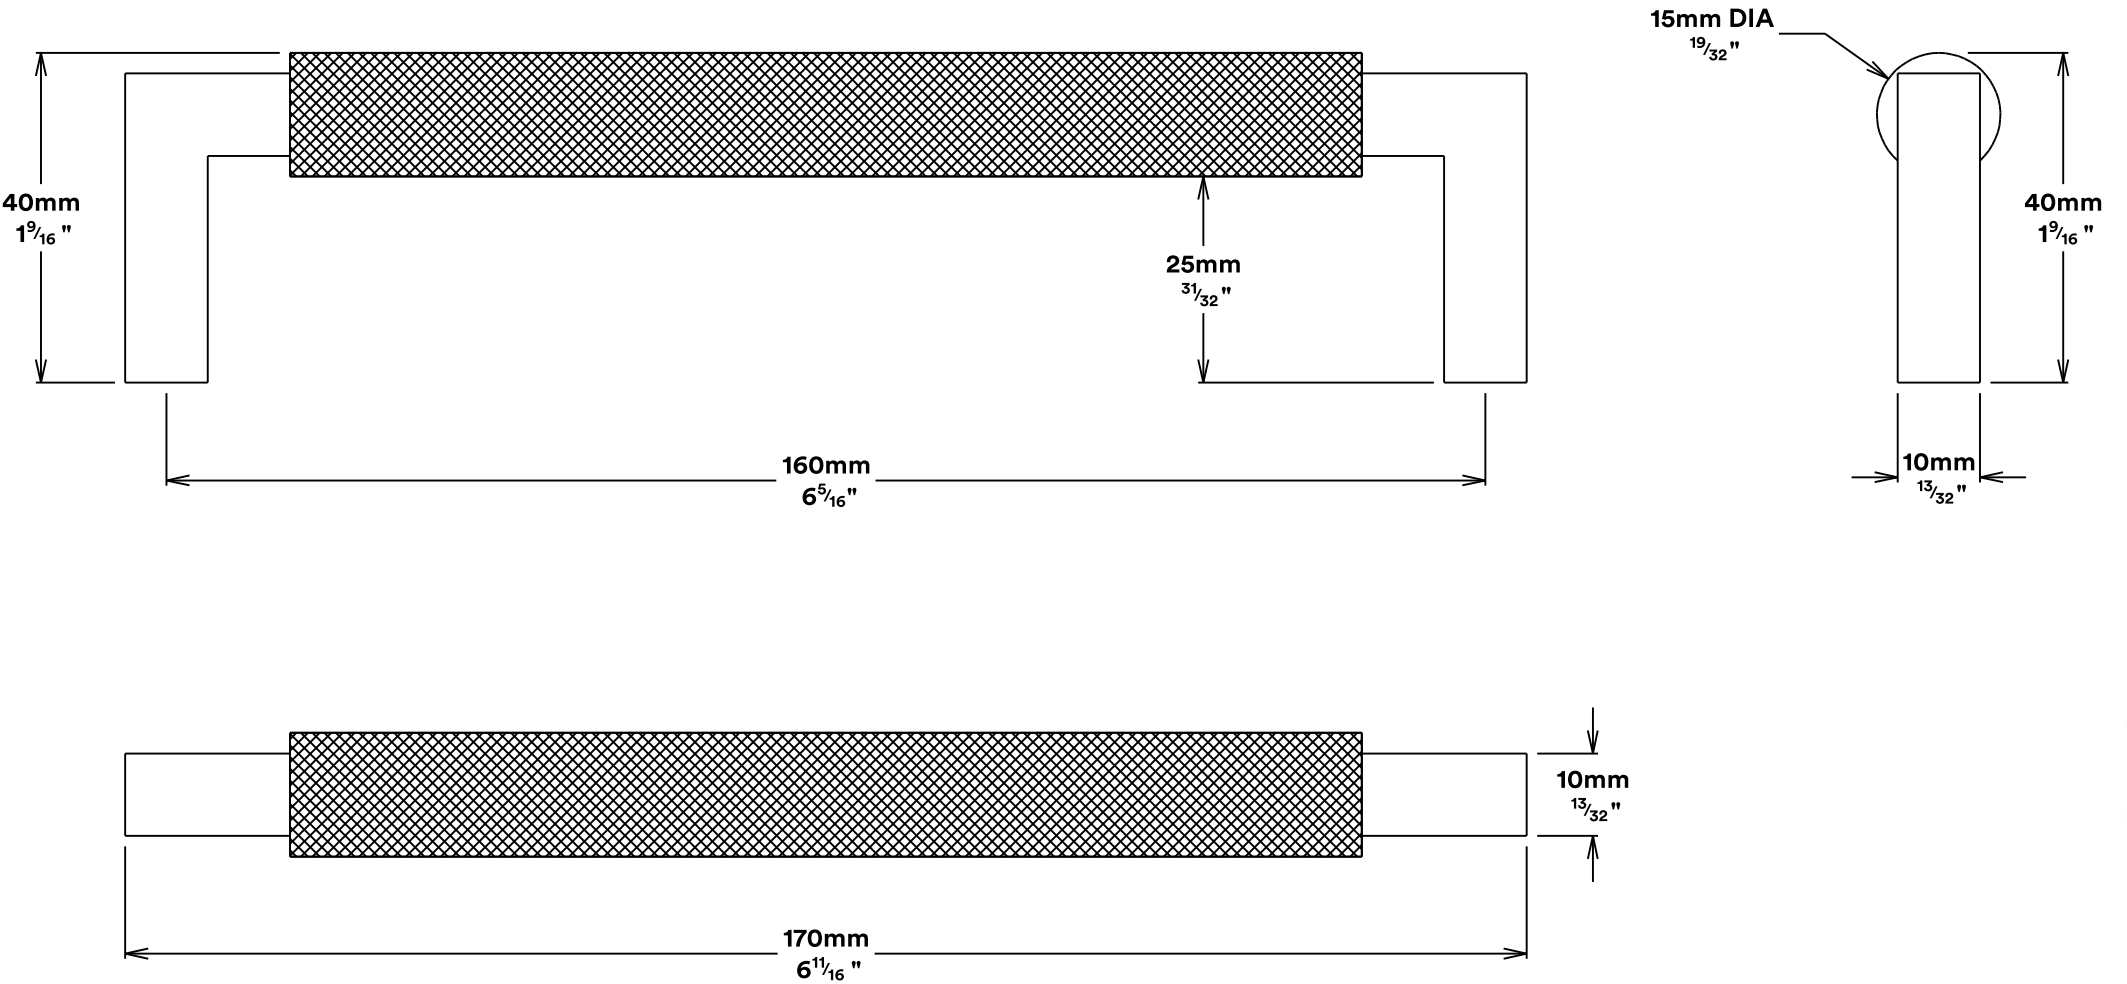 15mm DIA
19/32"
40mm
1 9/16 "
40mm
1 9/16 "
25mm
31/32"
160mm
6 5/16"
10mm
13/32"
10mm
13/32"
170mm
6 11/16 "